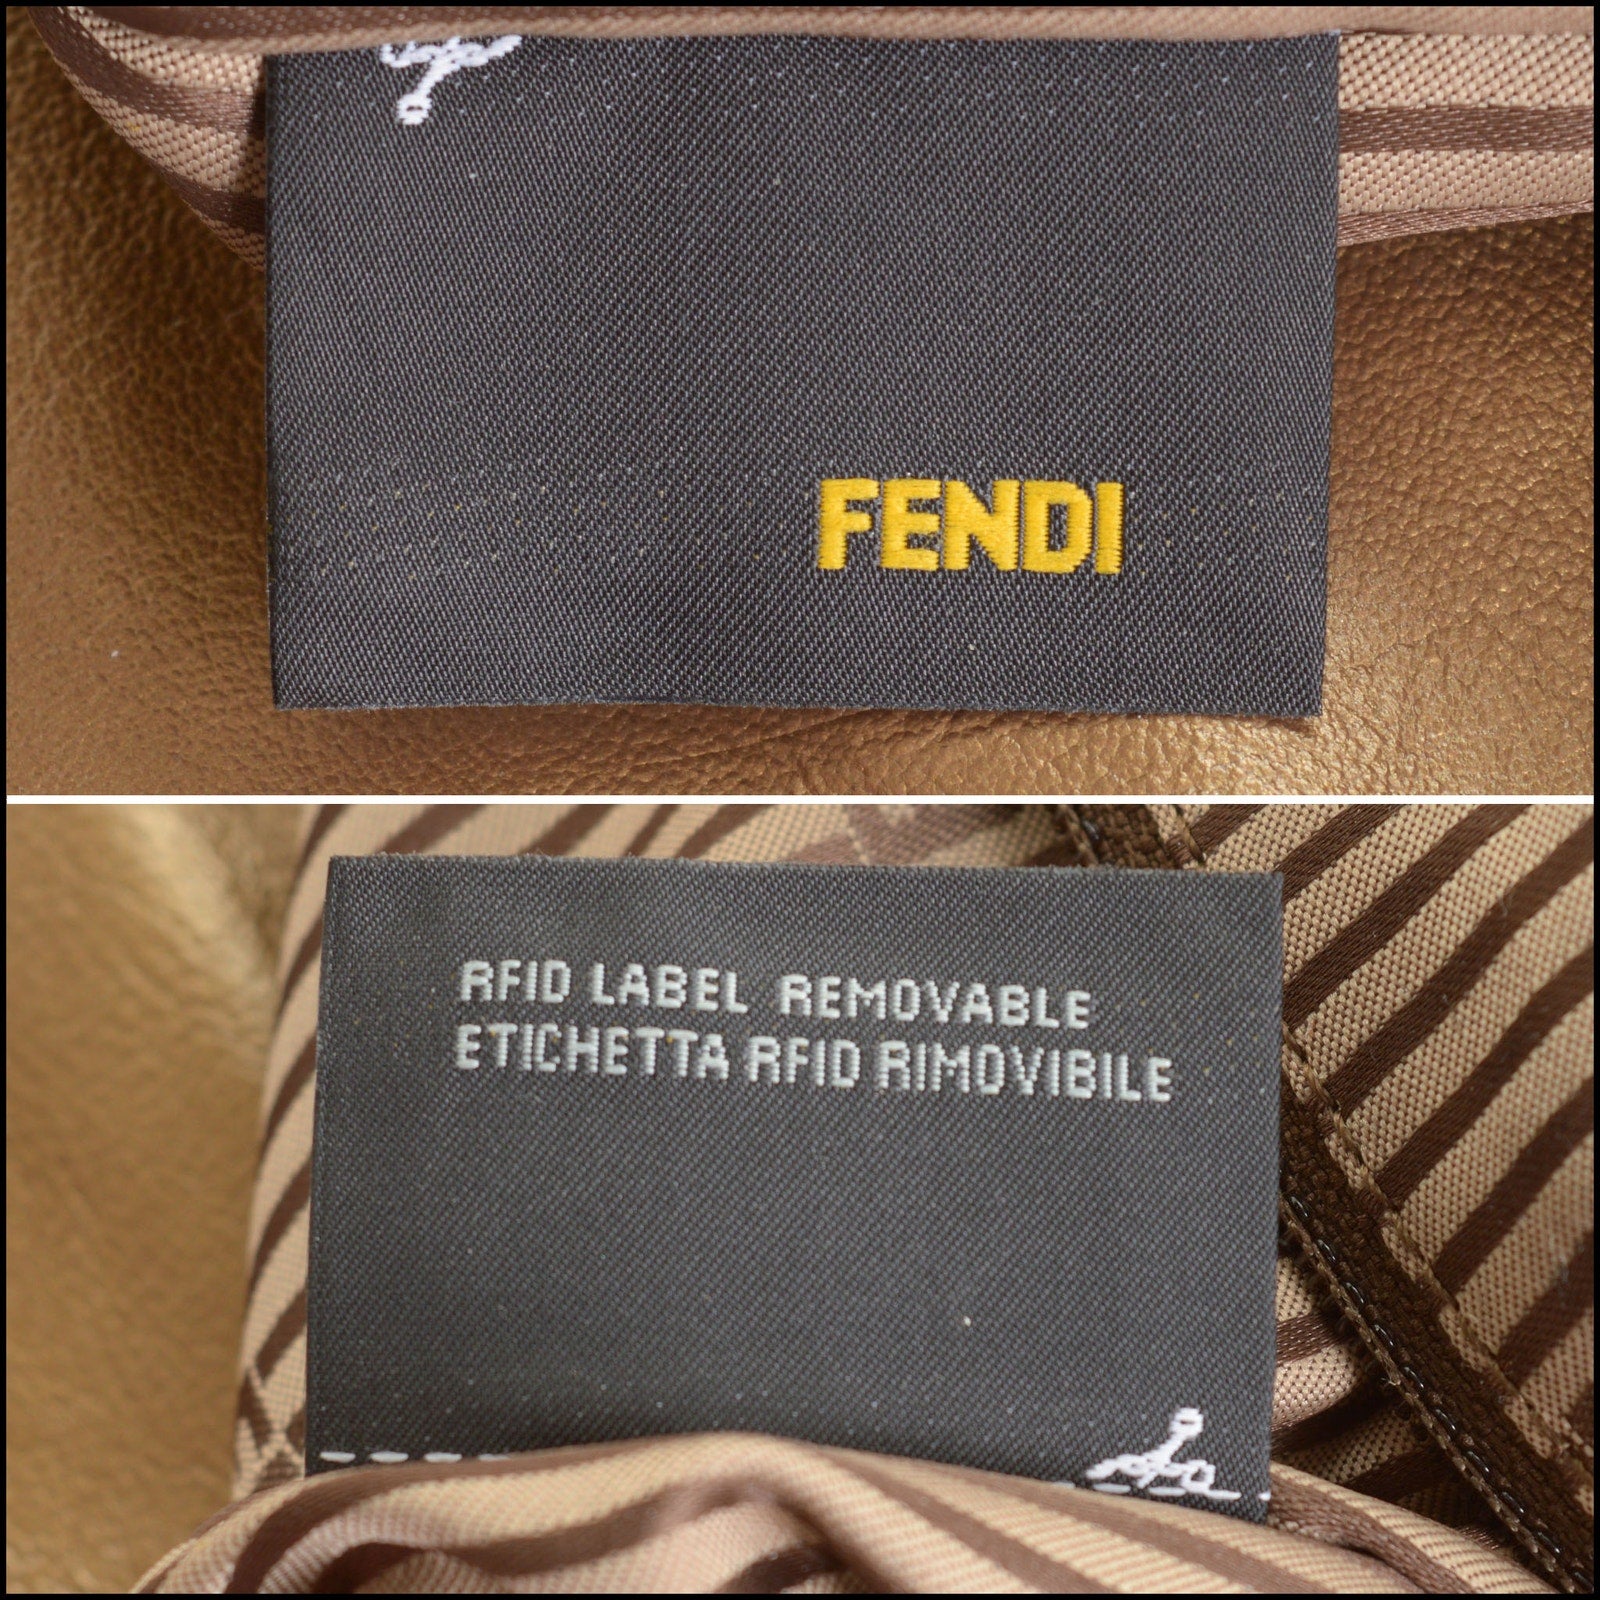 FENDI
RFID LABEL REMOVABLE
ETICHETTA RFID RIMOVIBILE